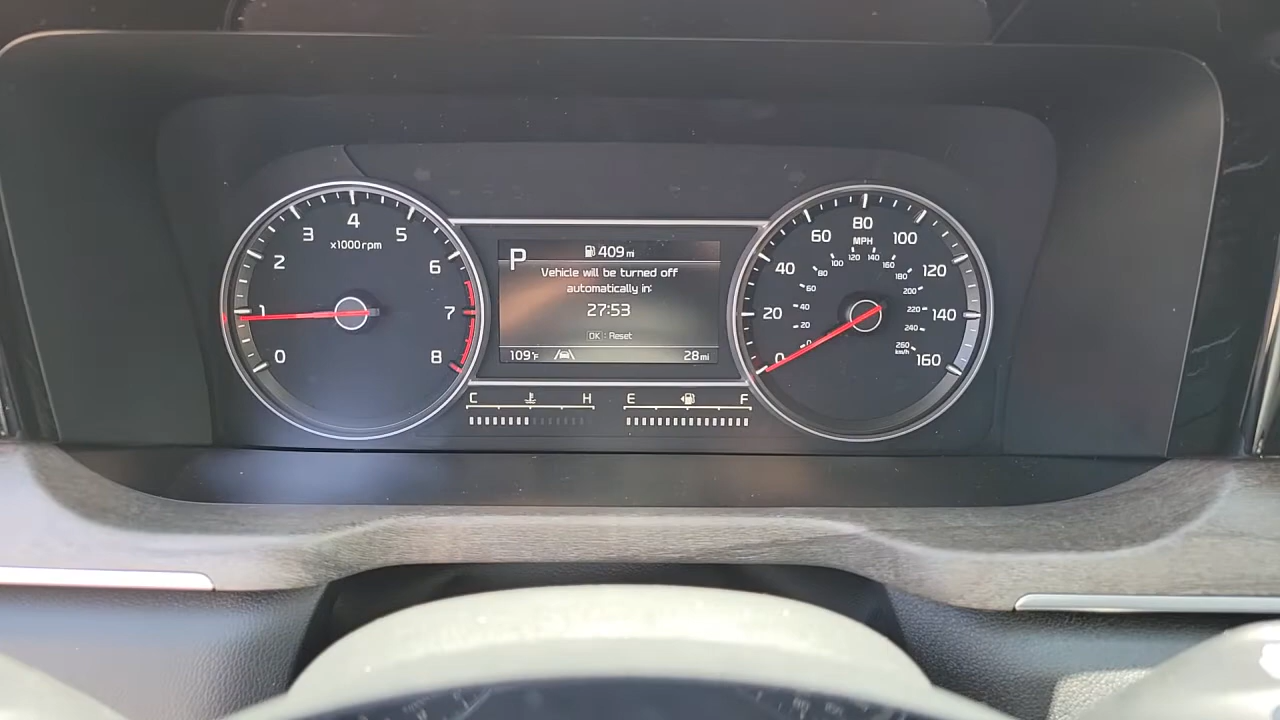 0 1 2 3 4 5 6 7 8
x1000rpm
P
409 mi
Vehicle will be turned off
automatically in:
27:53
OK : Reset
109°F
28 mi
C H
E F
0 20 40 60 80 100 120 140 160
MPH
0 20 40 60 80 100 120 140 160 180 200 220 240 260
km/h